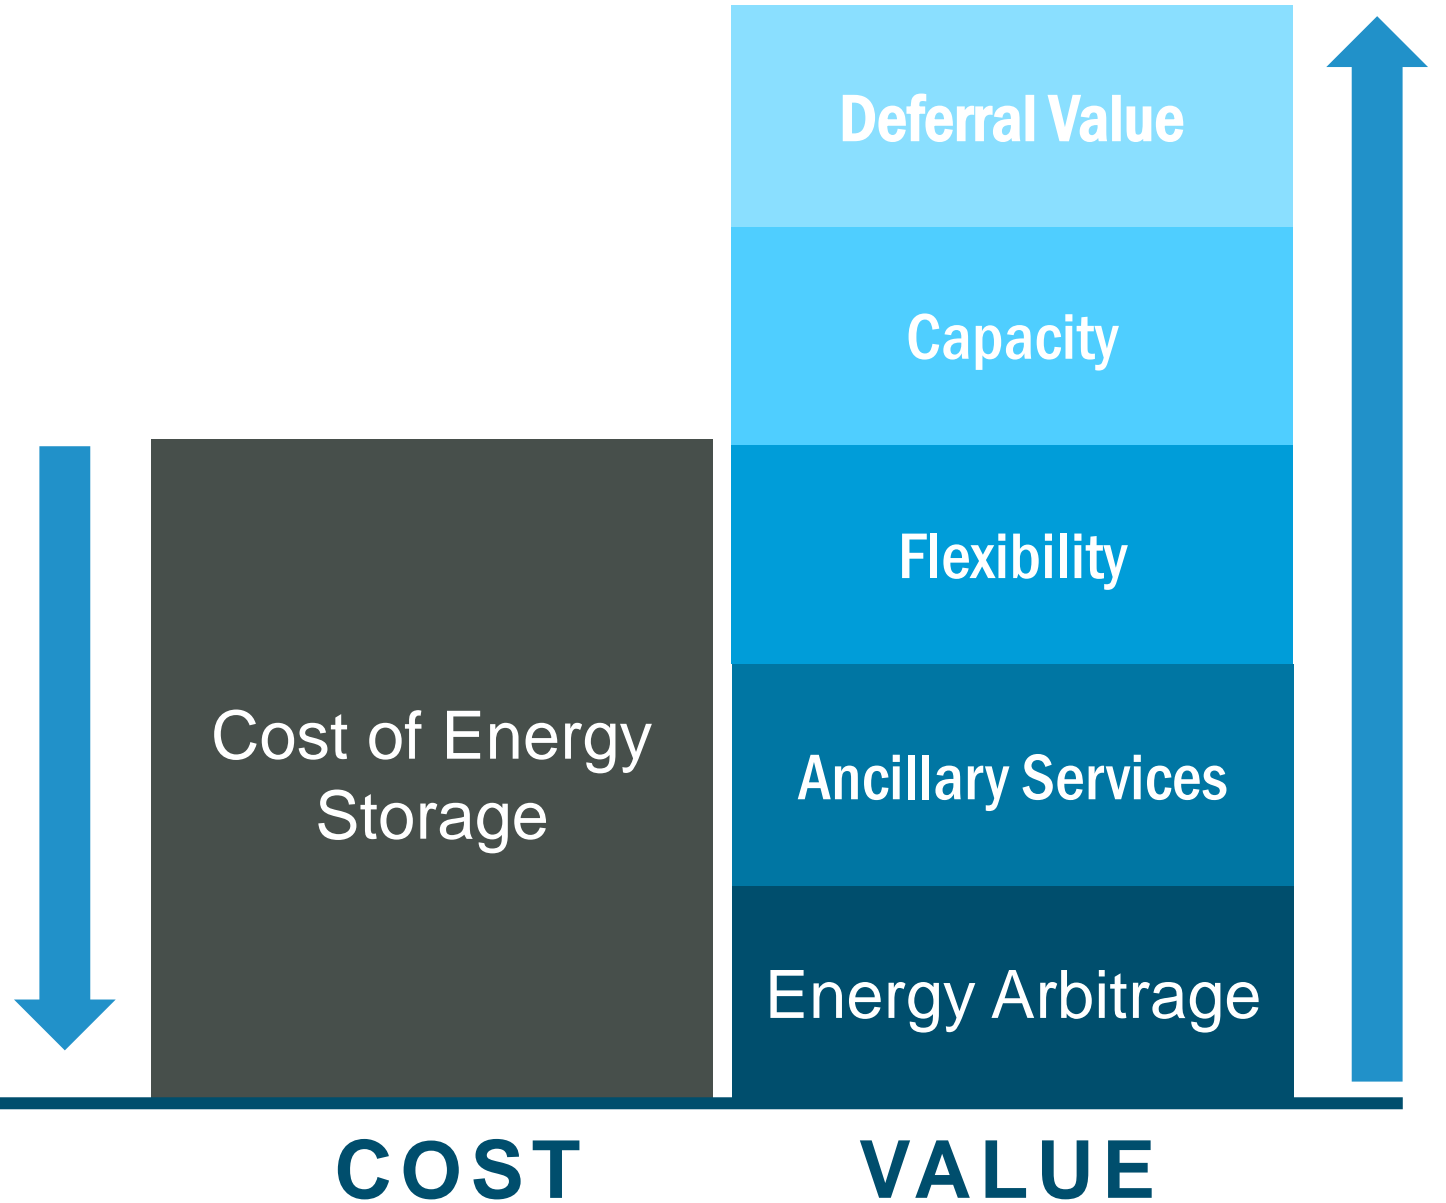 Deferral Value
Capacity
Flexibility
Cost of Energy
Storage
Ancillary Services
Energy Arbitrage
COST
VALUE